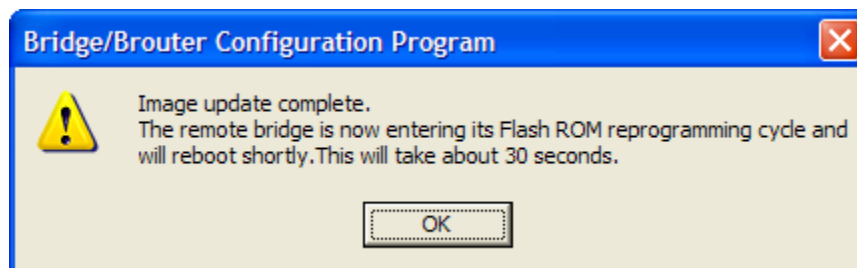 Bridge/Brouter Configuration Program
Image update complete.
The remote bridge is now entering its Flash ROM reprogramming cycle and
will reboot shortly.This will take about 30 seconds.
OK